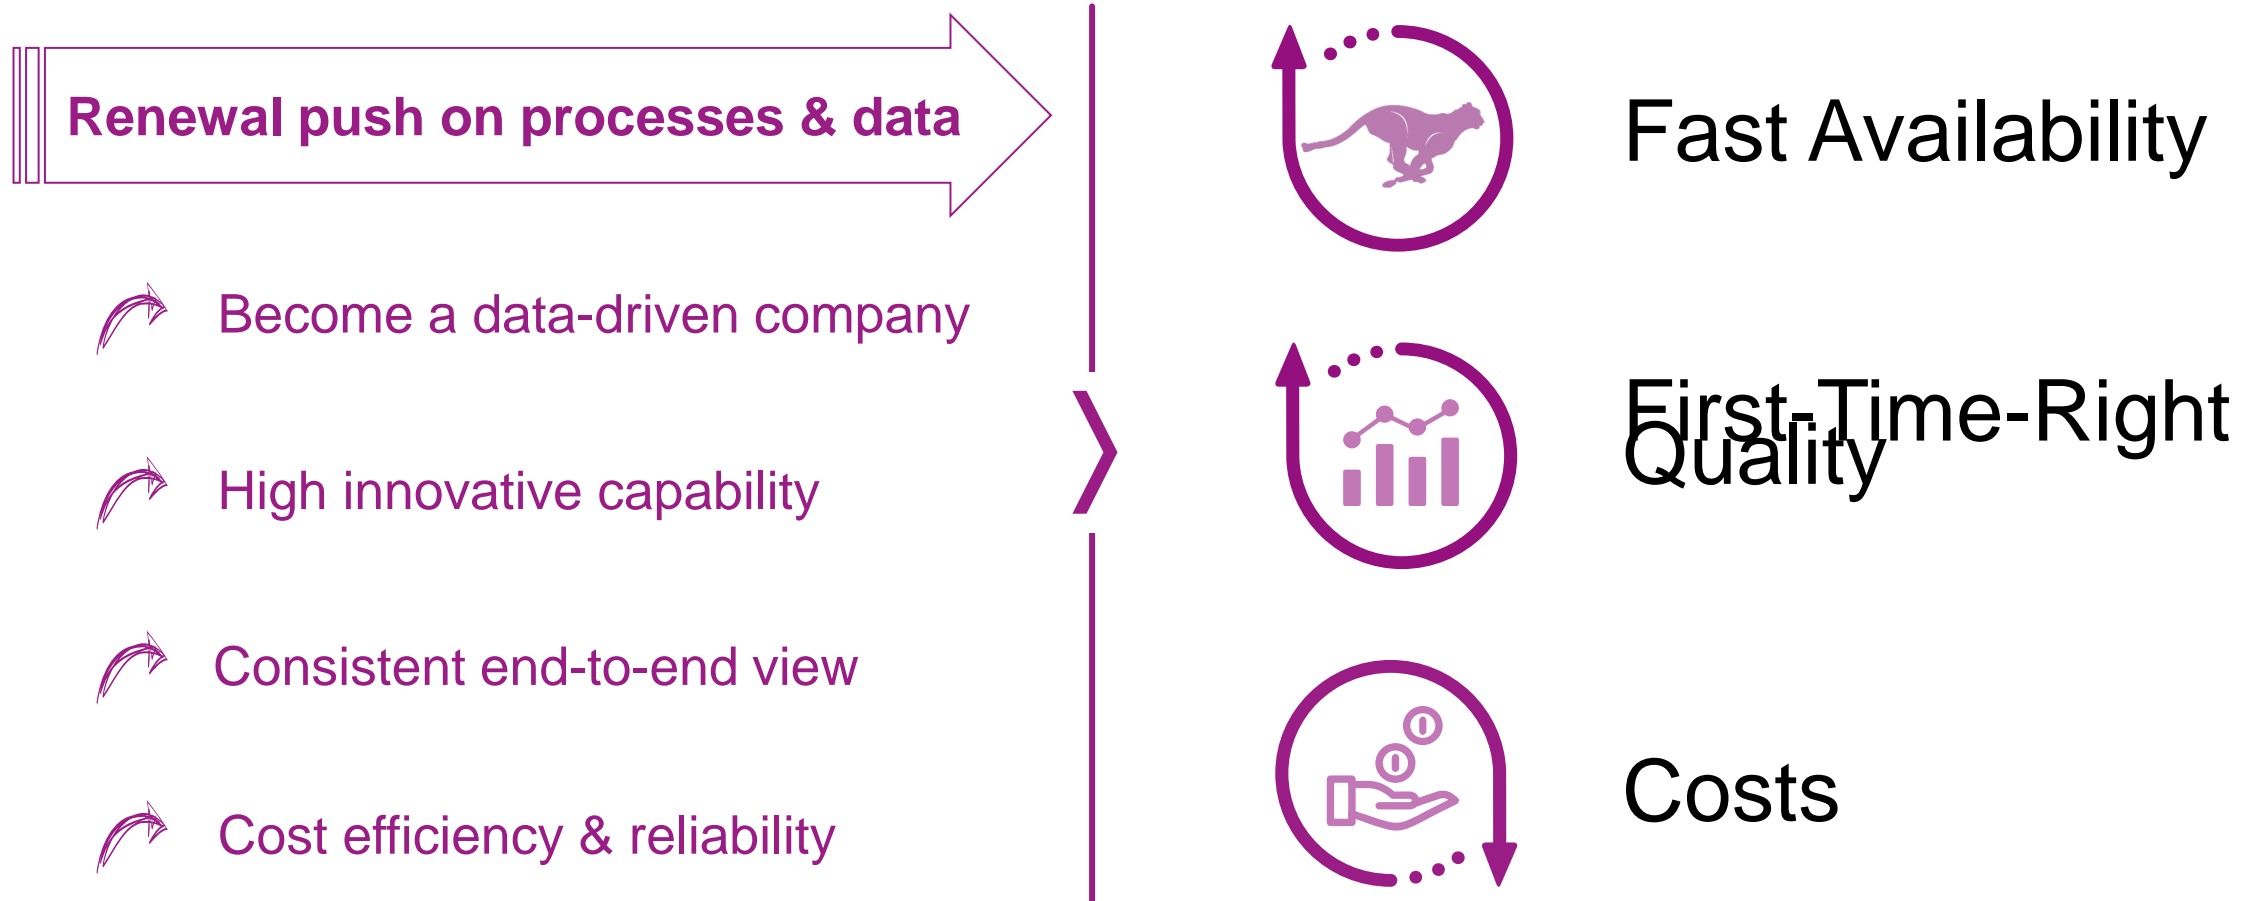 Renewal push on processes & data
Become a data-driven company
High innovative capability
Consistent end-to-end view
Cost efficiency & reliability
Fast Availability
First-Time-Right
Quality
Costs